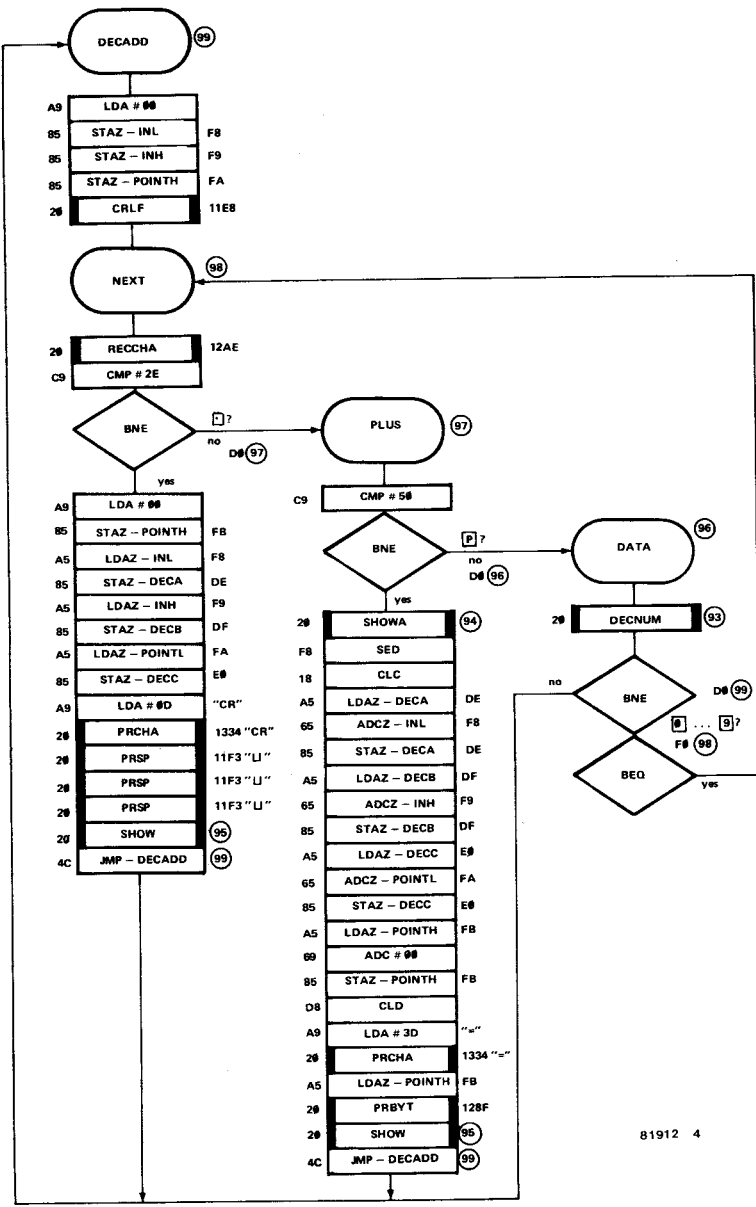 DECADD 99
A9 LDA # 00
85 STAZ – INL F8
85 STAZ – INH F9
85 STAZ – POINTH FA
20 CRLF 11E8
NEXT 98
20 RECCHA 12AE
C9 CMP # 2E
BNE
. ?
no
D0 97
yes
A9 LDA # 00
85 STAZ – POINTH FB
A5 LDAZ – INL F8
85 STAZ – DECA DE
A5 LDAZ – INH F9
85 STAZ – DECB DF
A5 LDAZ – POINTL FA
85 STAZ – DECC E0
A9 LDA # 0D "CR"
20 PRCHA 1334 "CR"
20 PRSP 11F3 "⊔"
20 PRSP 11F3 "⊔"
20 PRSP 11F3 "⊔"
20 SHOW 95
4C JMP – DECADD 99
PLUS 97
C9 CMP # 50
BNE
P ?
no
D0 96
yes
20 SHOWA 94
F8 SED
18 CLC
A5 LDAZ – DECA DE
65 ADCZ – INL F8
85 STAZ – DECA DE
A5 LDAZ – DECB DF
65 ADCZ – INH F9
85 STAZ – DECB DF
A5 LDAZ – DECC E0
65 ADCZ – POINTL FA
85 STAZ – DECC E0
A5 LDAZ – POINTH FB
69 ADC # 00
85 STAZ – POINTH FB
D8 CLD
A9 LDA # 3D "="
20 PRCHA 1334 "="
A5 LDAZ – POINTH FB
20 PRBYT 128F
20 SHOW 95
4C JMP – DECADD 99
DATA 96
20 DECNUM 93
no
BNE
D0 99
0 ... 9 ?
F0 98
BEQ
yes
81912 4